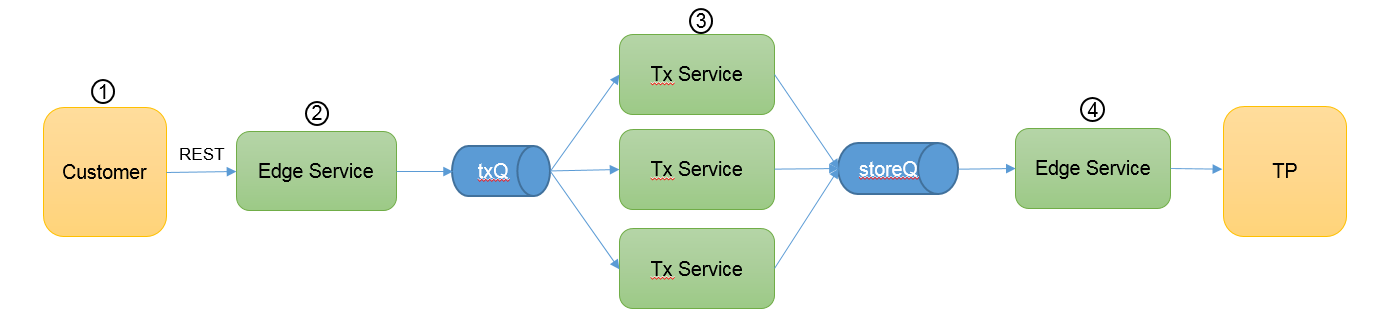 ①
Customer
REST
②
Edge Service
txQ
③
Tx Service
Tx Service
Tx Service
storeQ
④
Edge Service
TP